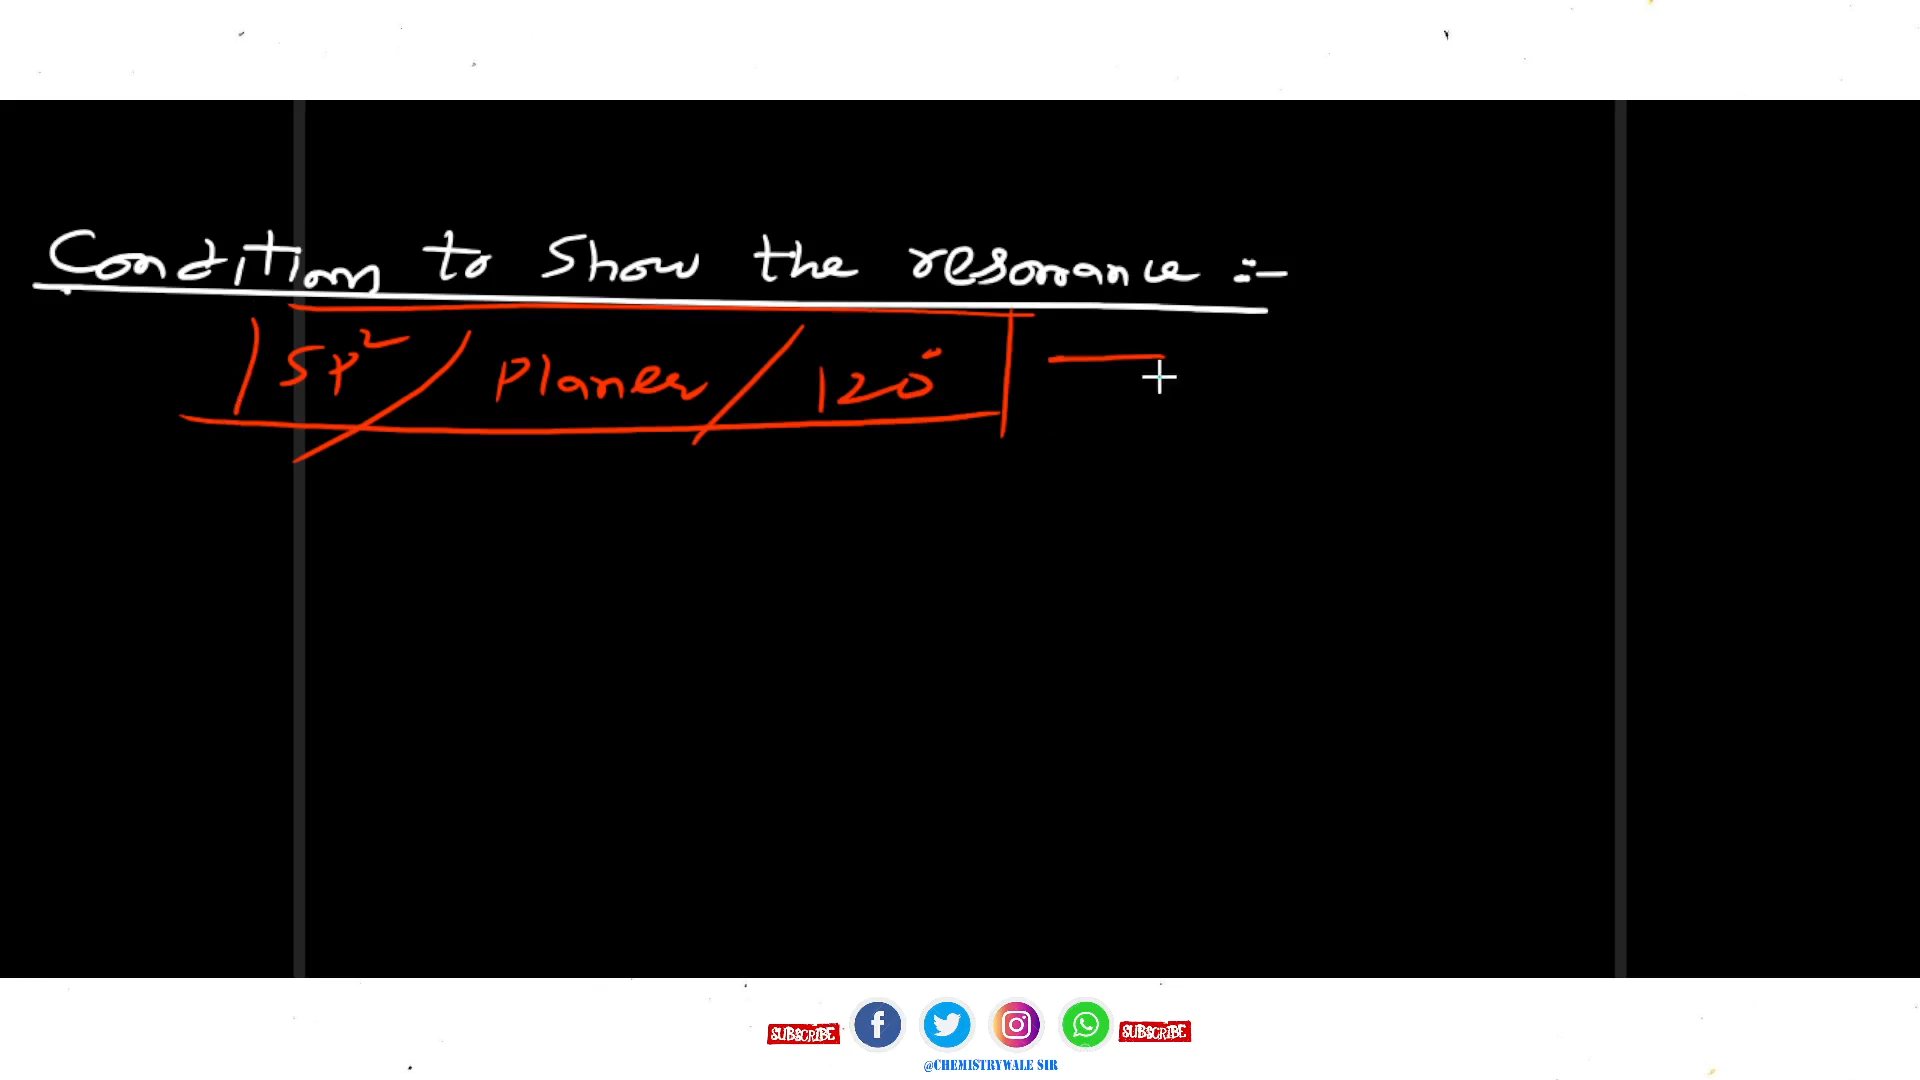 Condition to show the resonance :-
sp² / planer / 120°
SUBSCRIBE SUBSCRIBE
@CHEMISTRYWALE SIR